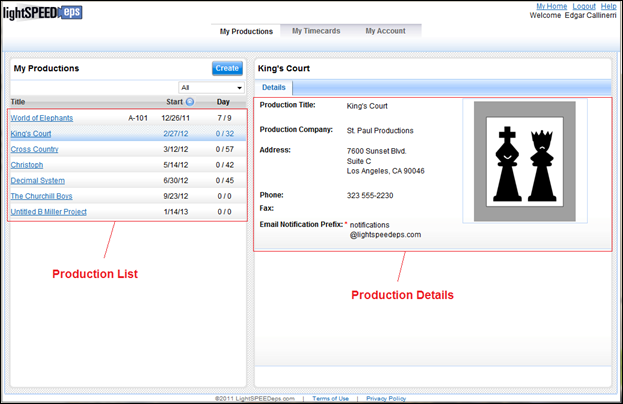 lightSPEED eps
My Home Logout Help
Welcome Edgar Callinerri
My Productions My Timecards My Account
My Productions
Create
All
Title Start Day
World of Elephants A-101 12/26/11 7 / 9
King's Court 2/27/12 0 / 32
Cross Country 3/12/12 0 / 57
Christoph 5/14/12 0 / 42
Decimal System 6/30/12 0 / 45
The Churchill Boys 9/23/12 0 / 0
Untitled B Miller Project 1/14/13 0 / 0
Production List
King's Court
Details
Production Title: King's Court
Production Company: St. Paul Productions
Address: 7600 Sunset Blvd.
Suite C
Los Angeles, CA 90046
Phone: 323 555-2230
Fax:
Email Notification Prefix: * notifications
@lightspeedeps.com
Production Details
©2011 LightSPEEDeps.com | Terms of Use | Privacy Policy